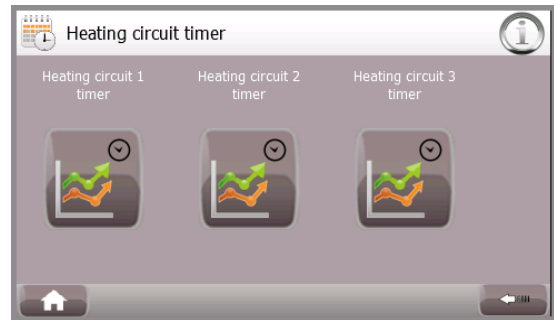 Heating circuit timer
Heating circuit 1
timer
Heating circuit 2
timer
Heating circuit 3
timer